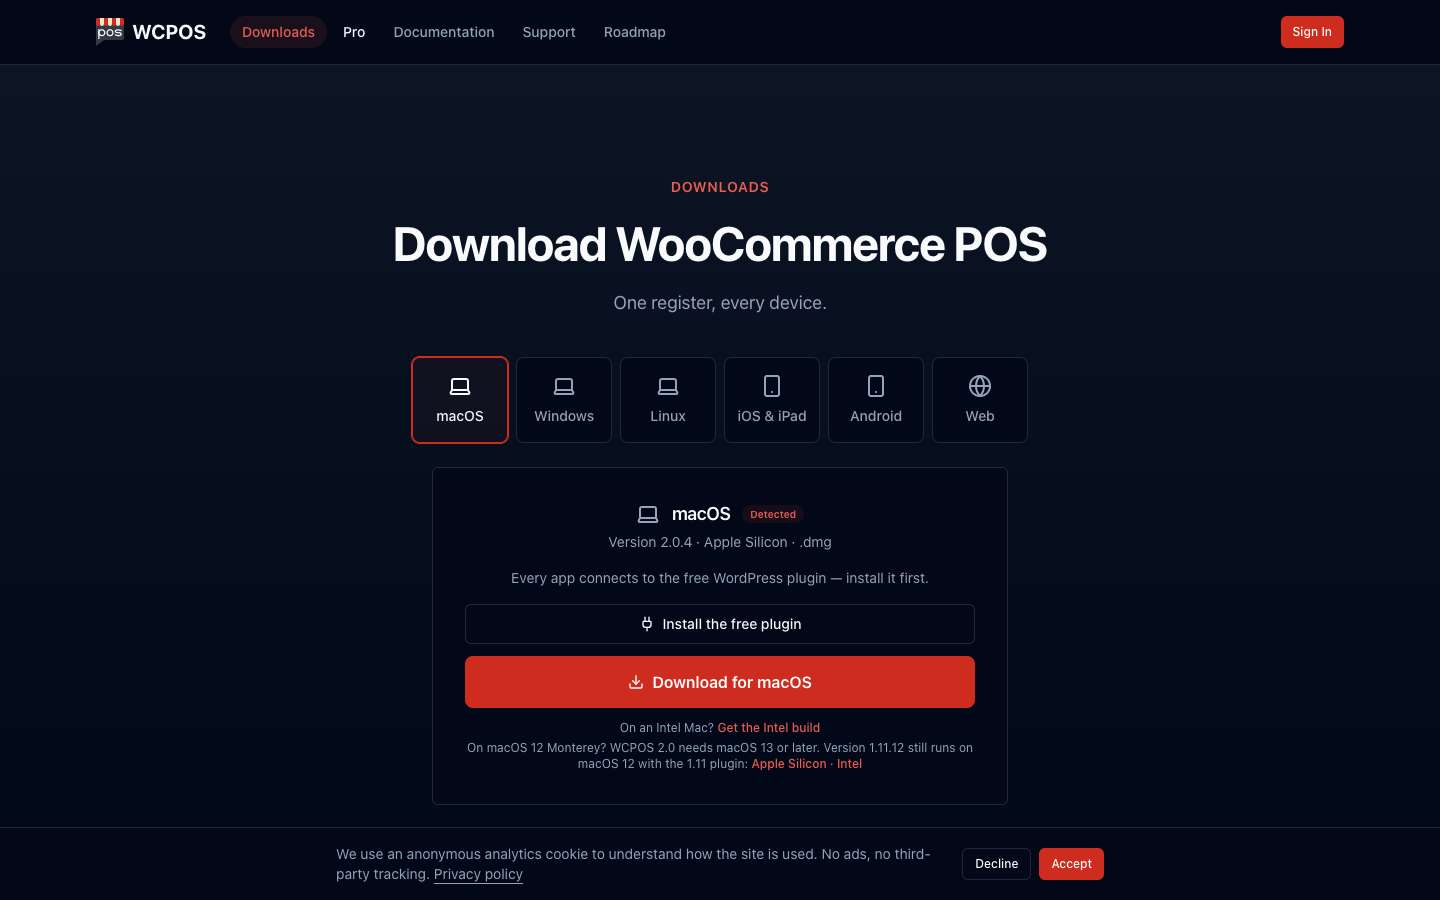 pos WCPOS Downloads Pro Documentation Support Roadmap Sign In
DOWNLOADS
Download WooCommerce POS
One register, every device.
macOS Windows Linux iOS & iPad Android Web
macOS Detected
Version 2.0.4 · Apple Silicon · .dmg
Every app connects to the free WordPress plugin — install it first.
Install the free plugin
Download for macOS
On an Intel Mac? Get the Intel build
On macOS 12 Monterey? WCPOS 2.0 needs macOS 13 or later. Version 1.11.12 still runs on
macOS 12 with the 1.11 plugin: Apple Silicon · Intel
We use an anonymous analytics cookie to understand how the site is used. No ads, no third-
party tracking. Privacy policy
Decline Accept